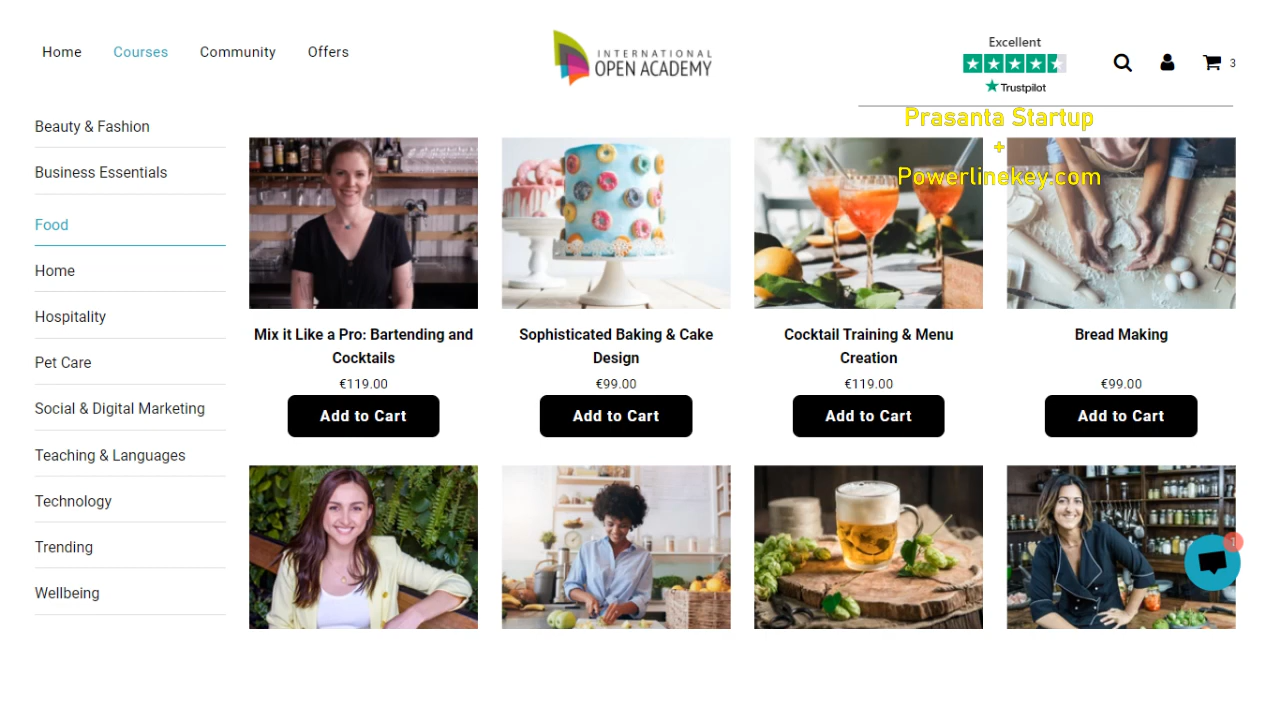 Home Courses Community Offers
INTERNATIONAL
OPEN ACADEMY
Excellent
Trustpilot
3
Prasanta Startup
+
Powerlinekey.com
Beauty & Fashion
Business Essentials
Food
Home
Hospitality
Pet Care
Social & Digital Marketing
Teaching & Languages
Technology
Trending
Wellbeing
Mix it Like a Pro: Bartending and
Cocktails
€119.00
Add to Cart
Sophisticated Baking & Cake
Design
€99.00
Add to Cart
Cocktail Training & Menu
Creation
€119.00
Add to Cart
Bread Making
€99.00
Add to Cart
1